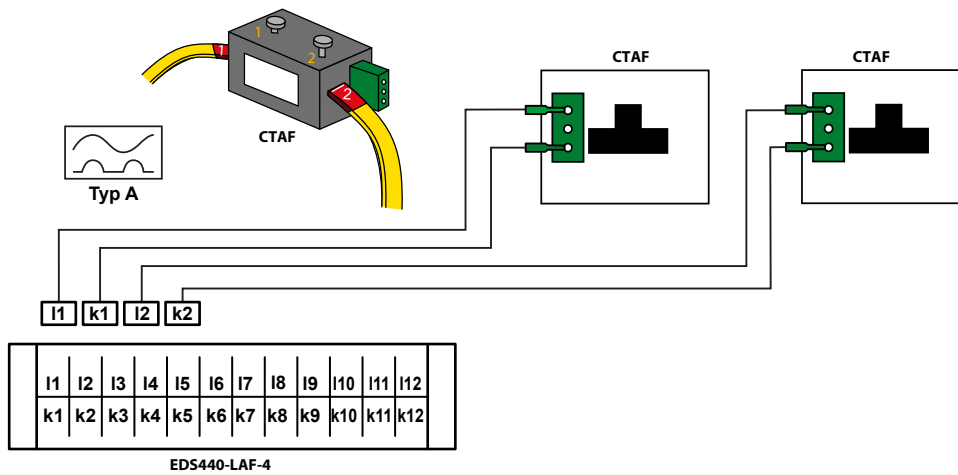 CTAF
CTAF
1
2
1
2
CTAF
Typ A
l1 k1 l2 k2
l1 l2 l3 l4 l5 l6 l7 l8 l9 l10 l11 l12
k1 k2 k3 k4 k5 k6 k7 k8 k9 k10 k11 k12
EDS440-LAF-4